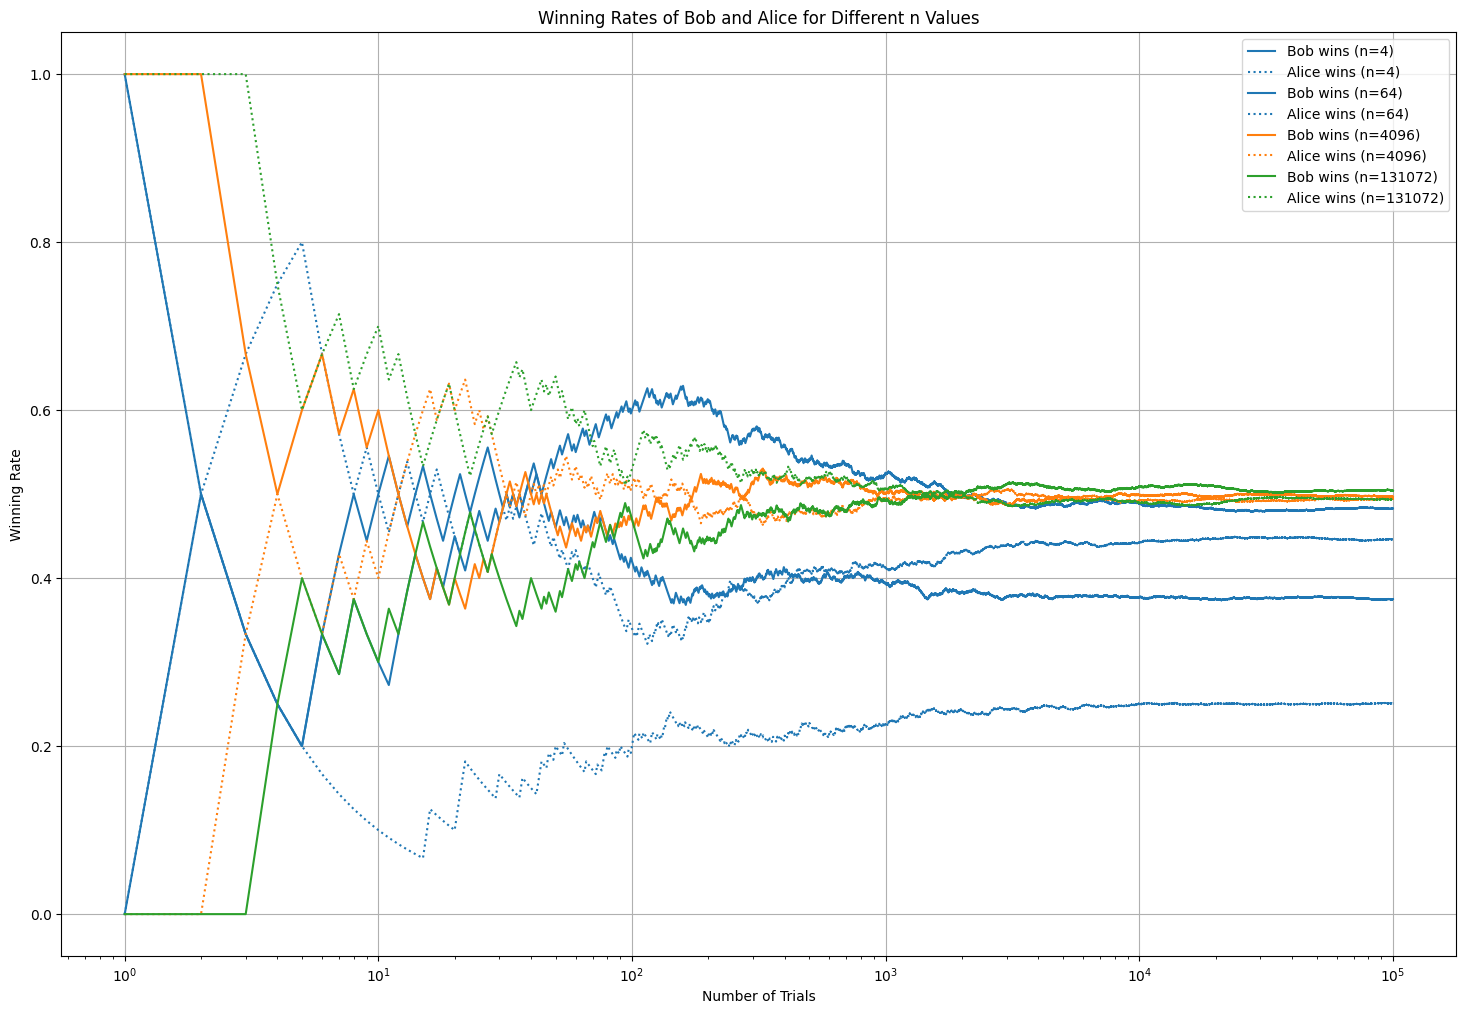 Winning Rates of Bob and Alice for Different n Values
Bob wins (n=4)
Alice wins (n=4)
Bob wins (n=64)
Alice wins (n=64)
Bob wins (n=4096)
Alice wins (n=4096)
Bob wins (n=131072)
Alice wins (n=131072)
Winning Rate
1.0
0.8
0.6
0.4
0.2
0.0
10⁰ 10¹ 10² 10³ 10⁴ 10⁵
Number of Trials